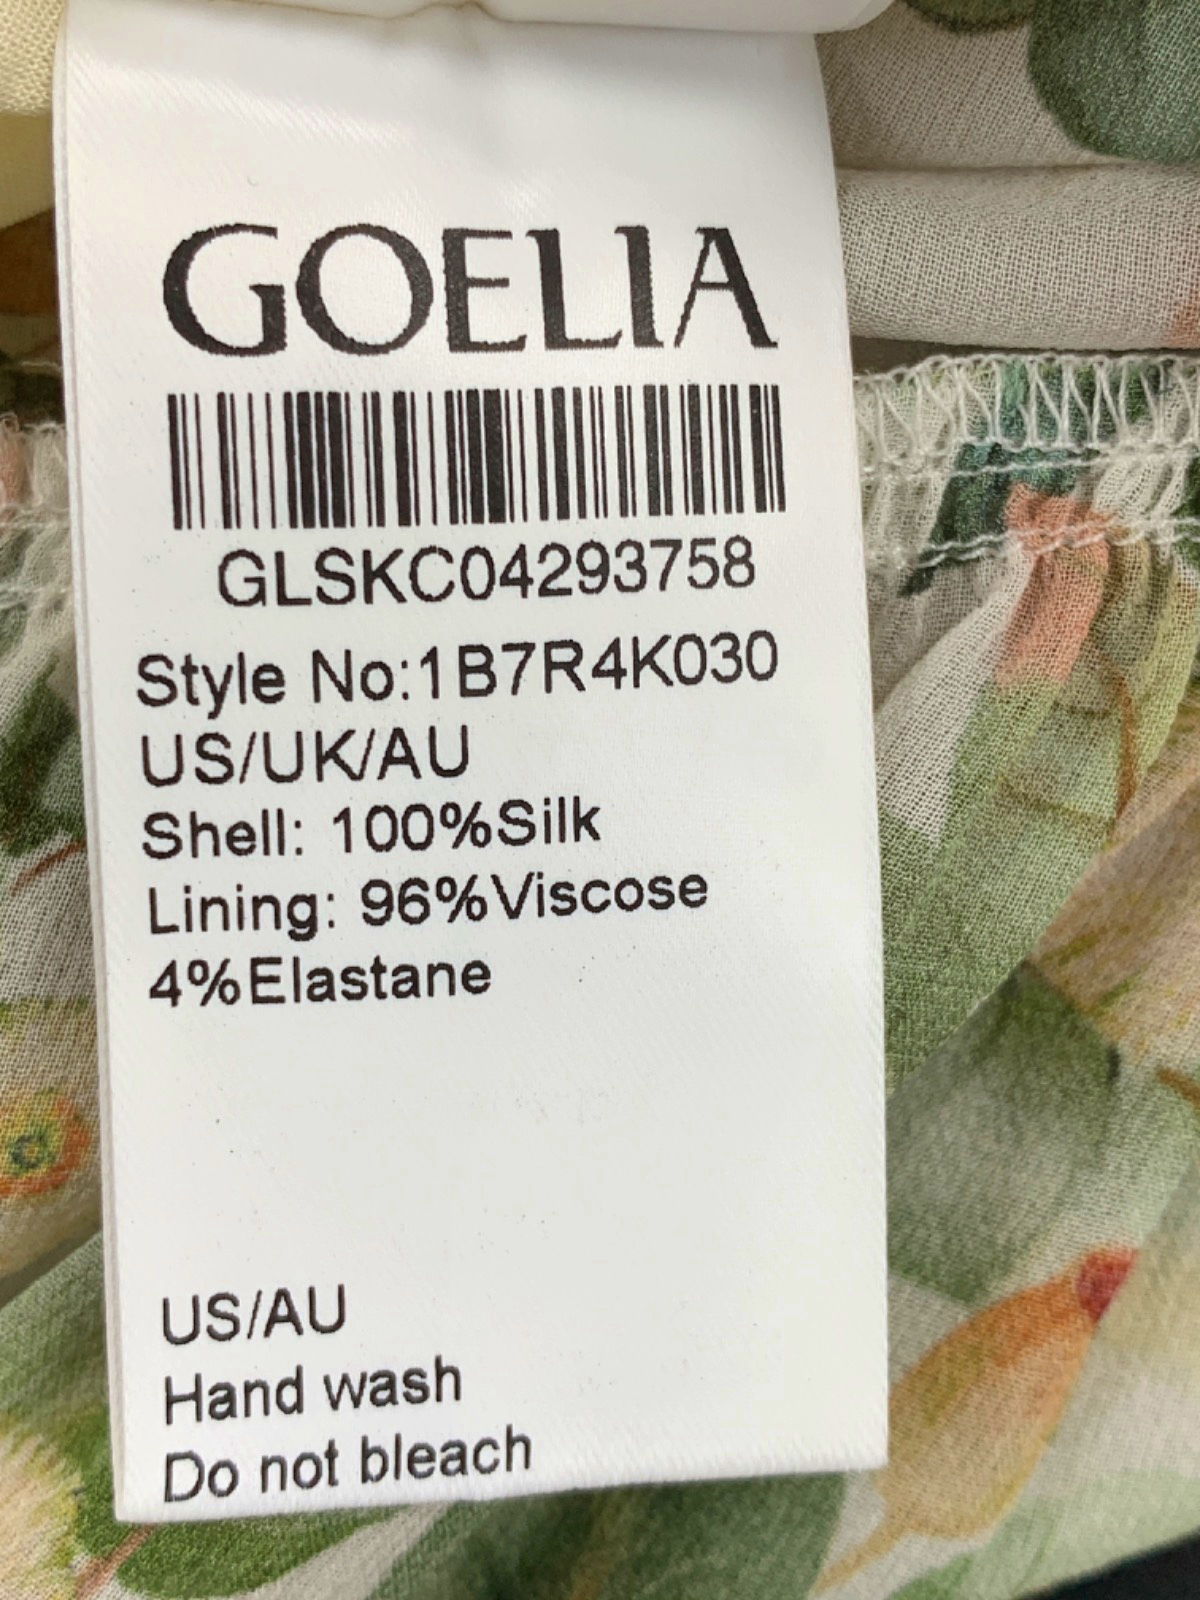 GOELIA
GLSKC04293758
Style No:1B7R4K030
US/UK/AU
Shell: 100%Silk
Lining: 96%Viscose
4%Elastane
US/AU
Hand wash
Do not bleach